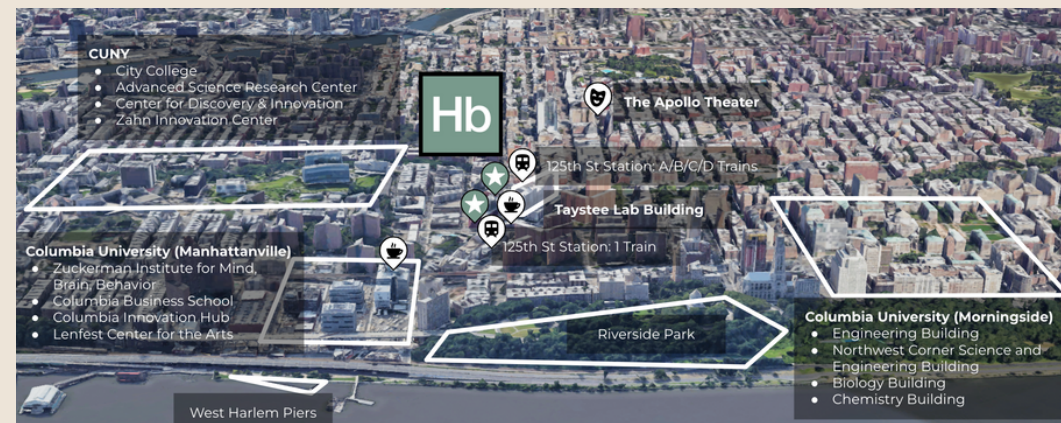 CUNY
● City College
● Advanced Science Research Center
● Center for Discovery & Innovation
● Zahn Innovation Center
Hb
The Apollo Theater
125th St Station: A/B/C/D Trains
Taystee Lab Building
125th St Station: 1 Train
Columbia University (Manhattanville)
● Zuckerman Institute for Mind,
Brain, Behavior
● Columbia Business School
● Columbia Innovation Hub
● Lenfest Center for the Arts
Riverside Park
Columbia University (Morningside)
● Engineering Building
● Northwest Corner Science and
Engineering Building
● Biology Building
● Chemistry Building
West Harlem Piers